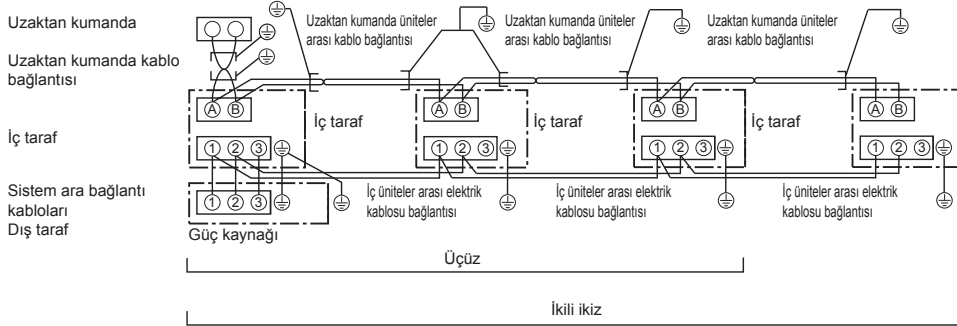 Uzaktan kumanda
Uzaktan kumanda üniteler
arası kablo bağlantısı
Uzaktan kumanda üniteler
arası kablo bağlantısı
Uzaktan kumanda üniteler
arası kablo bağlantısı
Uzaktan kumanda kablo
bağlantısı
A B
A B
A B
A B
İç taraf
İç taraf
İç taraf
İç taraf
1 2 3
1 2 3
1 2 3
1 2 3
Sistem ara bağlantı
kabloları
Dış taraf
1 2 3
Güç kaynağı
İç üniteler arası elektrik
kablosu bağlantısı
İç üniteler arası elektrik
kablosu bağlantısı
İç üniteler arası elektrik
kablosu bağlantısı
Üçüz
İkili ikiz